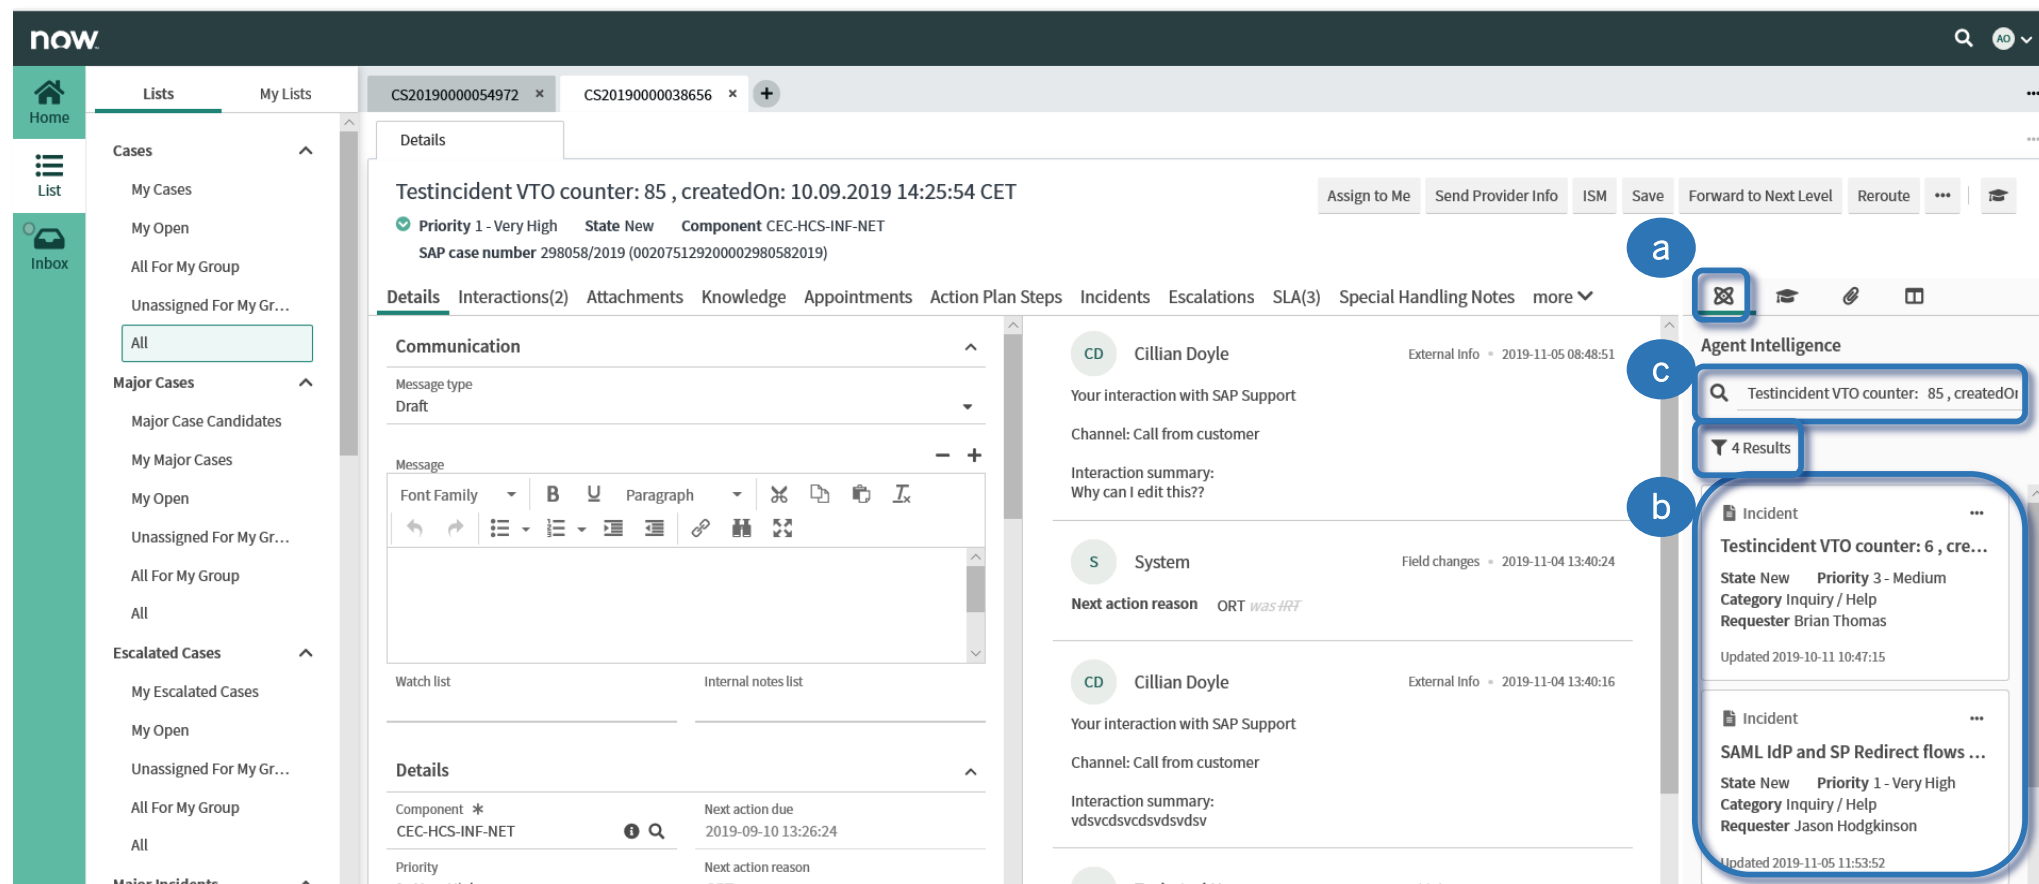 now
AO
Home
List
Inbox
Lists
My Lists
Cases
My Cases
My Open
All For My Group
Unassigned For My Gr...
All
Major Cases
Major Case Candidates
My Major Cases
My Open
Unassigned For My Gr...
All For My Group
All
Escalated Cases
My Escalated Cases
My Open
Unassigned For My Gr...
All For My Group
All
CS20190000054972 ×
CS20190000038656 × +
Details
Testincident VTO counter: 85 , createdOn: 10.09.2019 14:25:54 CET
Priority 1 - Very High State New Component CEC-HCS-INF-NET
SAP case number 298058/2019 (002075129200002980582019)
Assign to Me Send Provider Info ISM Save Forward to Next Level Reroute ...
Details Interactions(2) Attachments Knowledge Appointments Action Plan Steps Incidents Escalations SLA(3) Special Handling Notes more
Communication
Message type
Draft
Message
Font Family B U Paragraph
Watch list
Internal notes list
Details
Component *
CEC-HCS-INF-NET
Next action due
2019-09-10 13:26:24
Priority
Next action reason
CD Cillian Doyle External Info • 2019-11-05 08:48:51
Your interaction with SAP Support
Channel: Call from customer
Interaction summary:
Why can I edit this??
S System Field changes • 2019-11-04 13:40:24
Next action reason ORT was IRT
CD Cillian Doyle External Info • 2019-11-04 13:40:16
Your interaction with SAP Support
Channel: Call from customer
Interaction summary:
vdsvcdsvcdsvdsvdsv
a
Agent Intelligence
c
Testincident VTO counter: 85 , createdOn
4 Results
b
Incident ...
Testincident VTO counter: 6 , cre...
State New Priority 3 - Medium
Category Inquiry / Help
Requester Brian Thomas
Updated 2019-10-11 10:47:15
Incident ...
SAML IdP and SP Redirect flows ...
State New Priority 1 - Very High
Category Inquiry / Help
Requester Jason Hodgkinson
Updated 2019-11-05 11:53:52